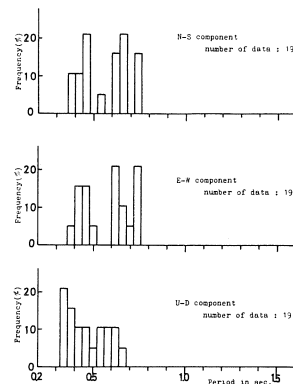 N-S component
number of data : 19
Frequency(%)
20
10
0
E-W component
number of data : 19
Frequency(%)
20
10
0
U-D component
number of data : 19
Frequency(%)
20
10
0
0.2 0.5 1.0 1.5
Period in sec.